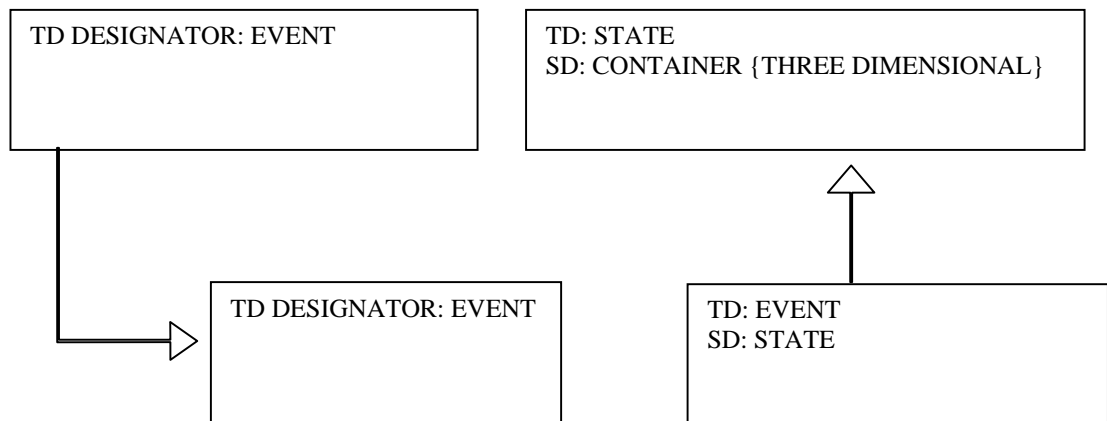 TD DESIGNATOR: EVENT
TD: STATE
SD: CONTAINER {THREE DIMENSIONAL}
TD DESIGNATOR: EVENT
TD: EVENT
SD: STATE